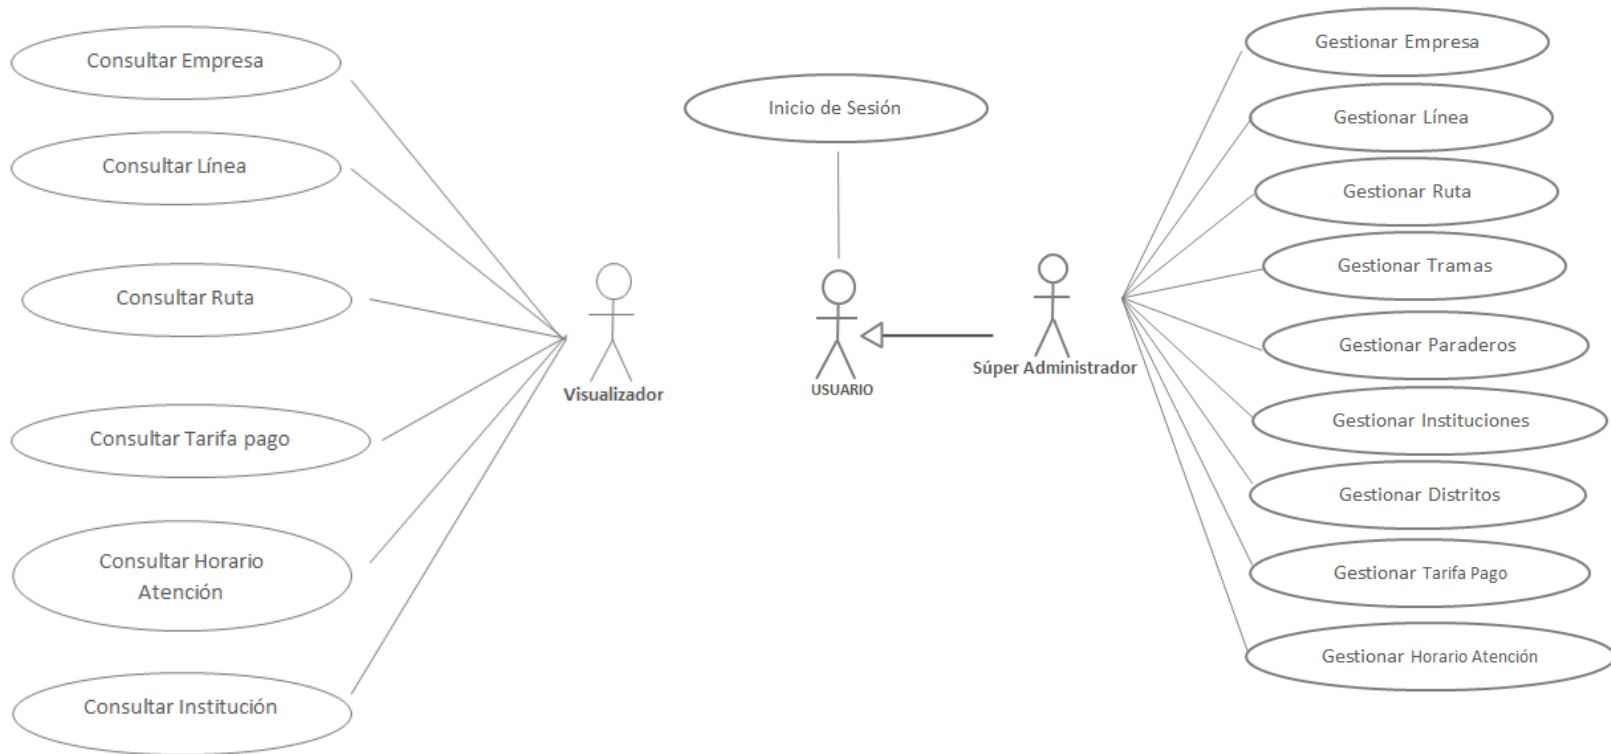 Consultar Empresa
Consultar Línea
Consultar Ruta
Consultar Tarifa pago
Consultar Horario
Atención
Consultar Institución
Visualizador
Inicio de Sesión
USUARIO
Súper Administrador
Gestionar Empresa
Gestionar Línea
Gestionar Ruta
Gestionar Tramas
Gestionar Paraderos
Gestionar Instituciones
Gestionar Distritos
Gestionar Tarifa Pago
Gestionar Horario Atención